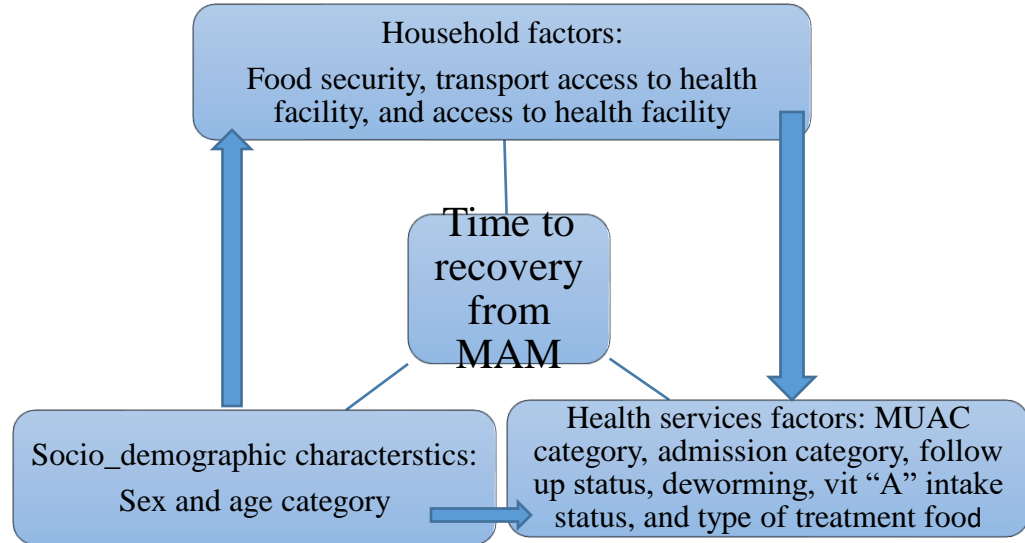 Household factors:
Food security, transport access to health
facility, and access to health facility
Time to
recovery
from
MAM
Socio_demographic characterstics:
Sex and age category
Health services factors: MUAC
category, admission category, follow
up status, deworming, vit “A” intake
status, and type of treatment food